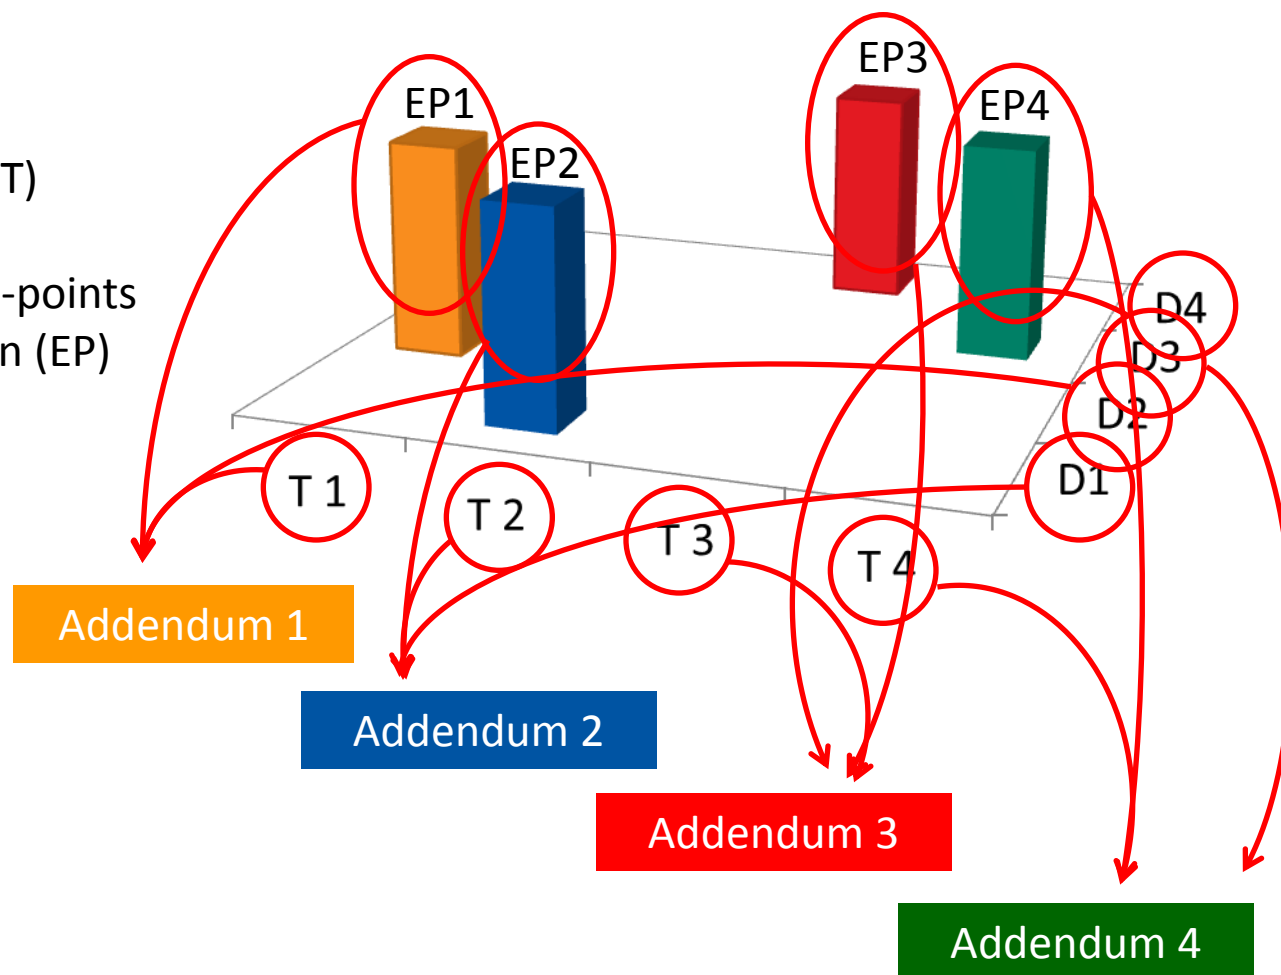 EP3
EP1
EP4
EP2
T)
-points
n (EP)
D4
D3
D2
D1
T 1
T 2
T 3
T 4
Addendum 1
Addendum 2
Addendum 3
Addendum 4